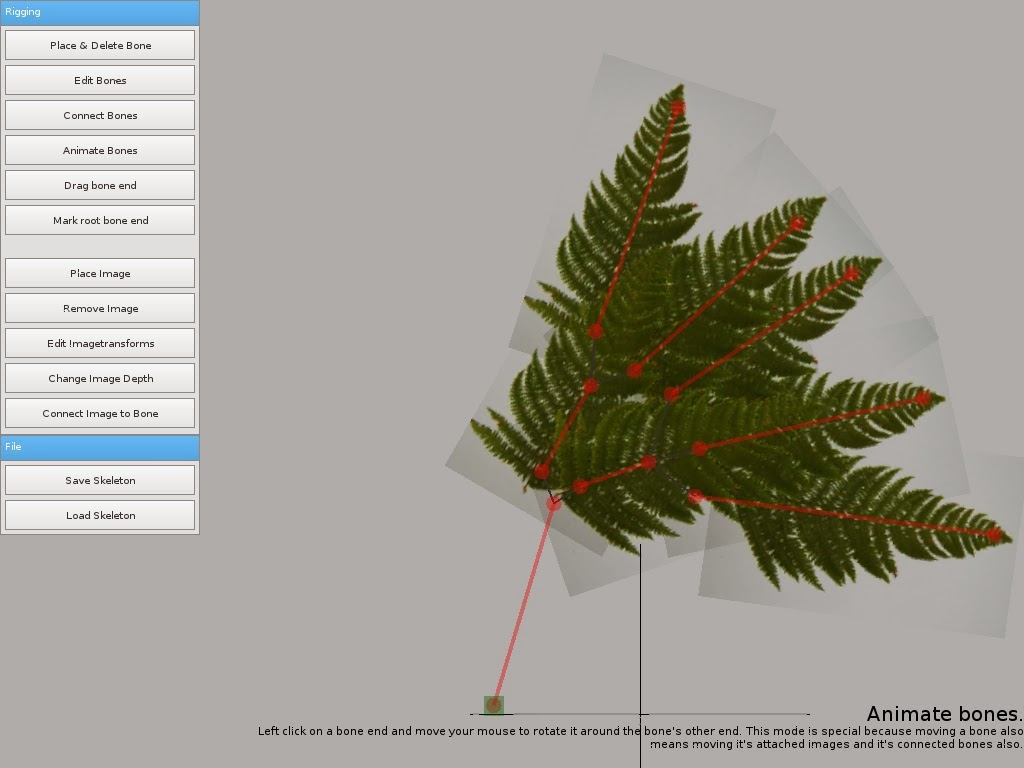 Rigging
Place & Delete Bone
Edit Bones
Connect Bones
Animate Bones
Drag bone end
Mark root bone end
Place Image
Remove Image
Edit !magetransforms
Change Image Depth
Connect Image to Bone
File
Save Skeleton
Load Skeleton
Animate bones.
Left click on a bone end and move your mouse to rotate it around the bone's other end. This mode is special because moving a bone also
means moving it's attached images and it's connected bones also.